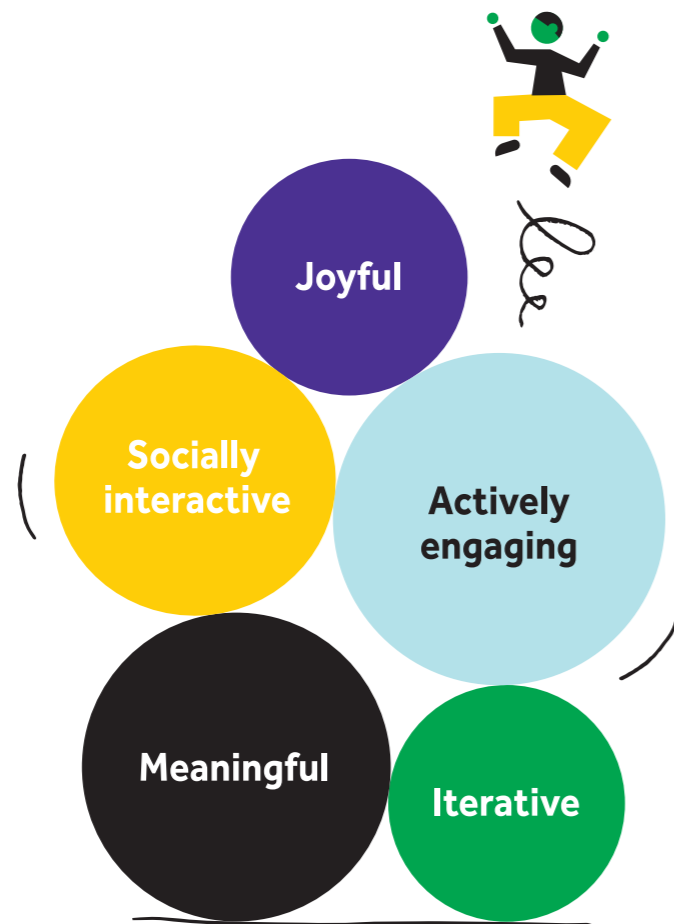 Joyful
Socially
interactive
Actively
engaging
Meaningful
Iterative